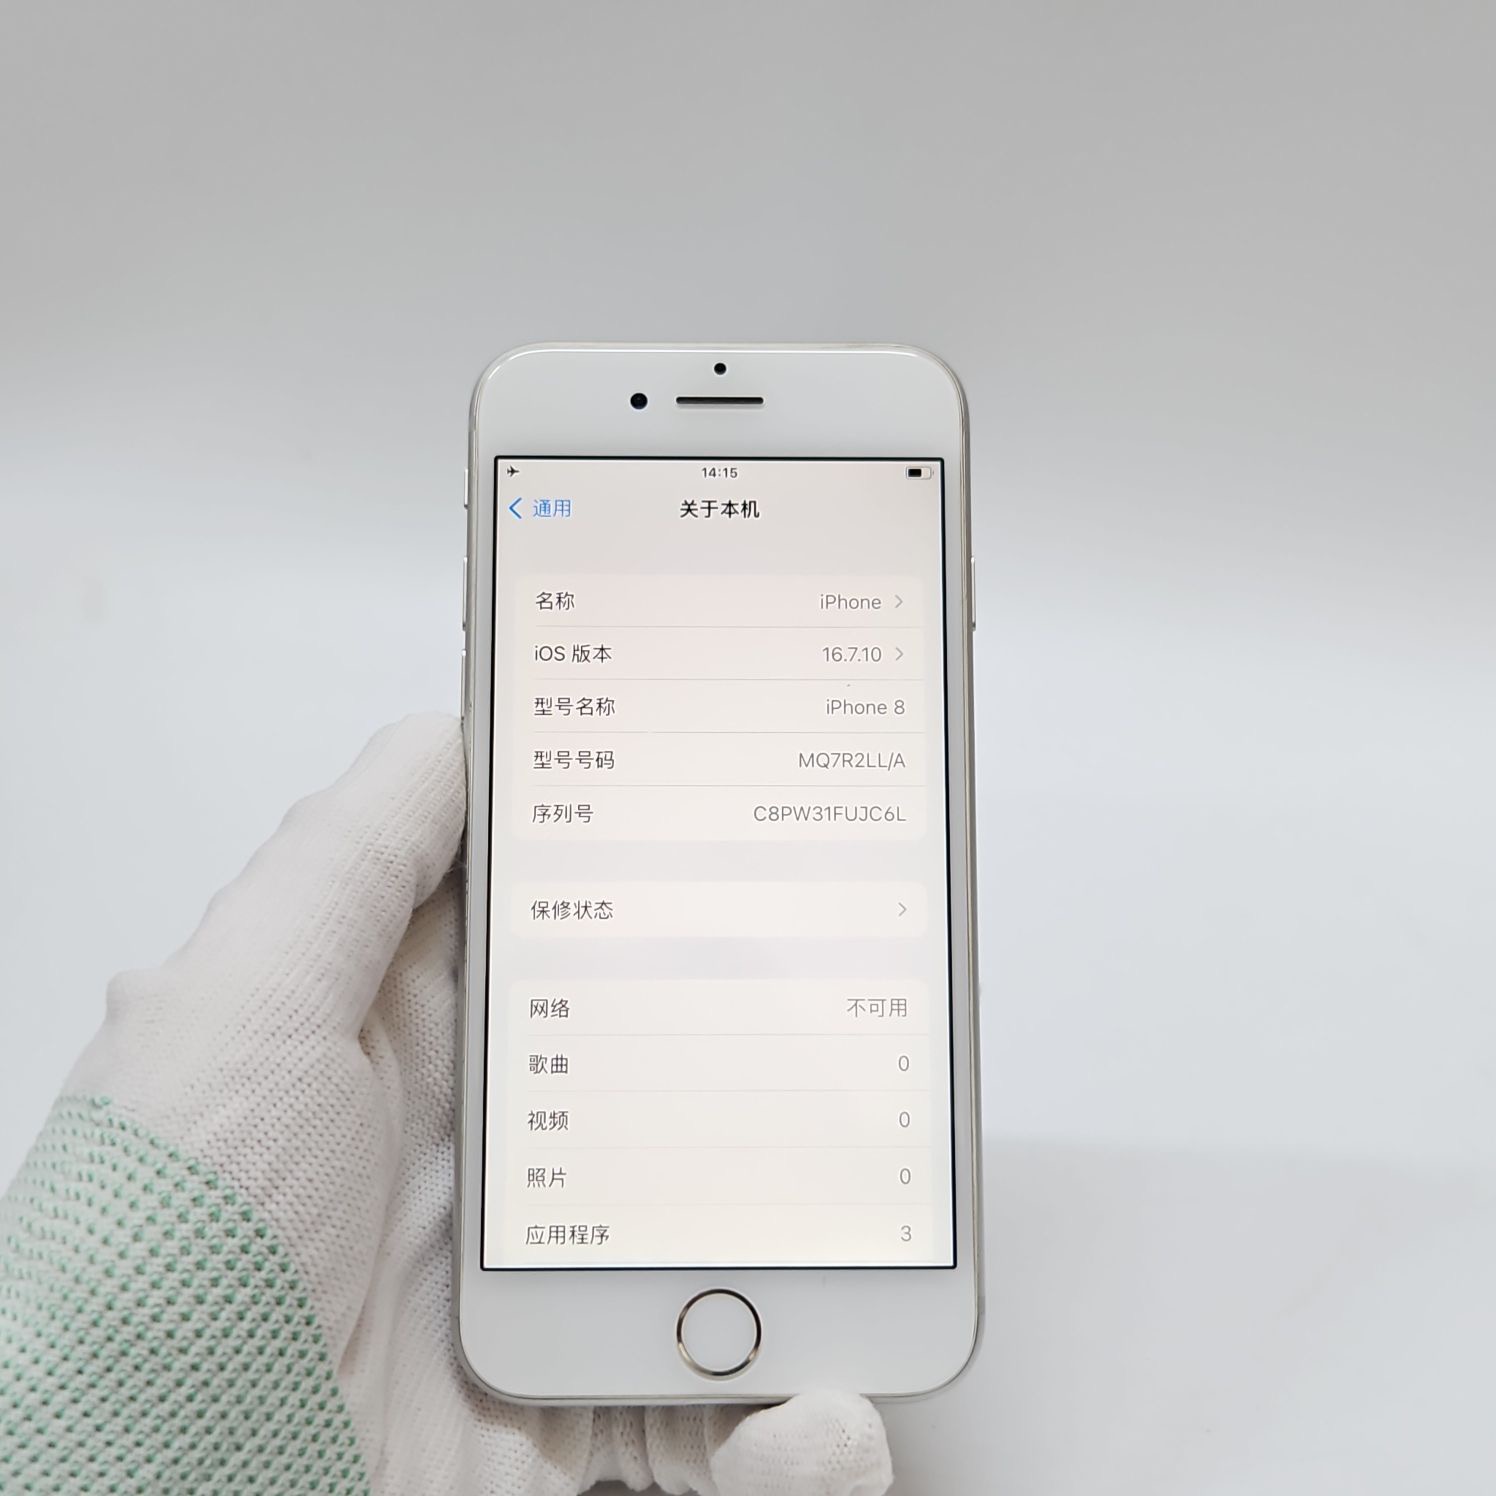 14:15
通用
关于本机
名称 iPhone
iOS 版本 16.7.10
型号名称 iPhone 8
型号号码 MQ7R2LL/A
序列号 C8PW31FUJC6L
保修状态
网络 不可用
歌曲 0
视频 0
照片 0
应用程序 3